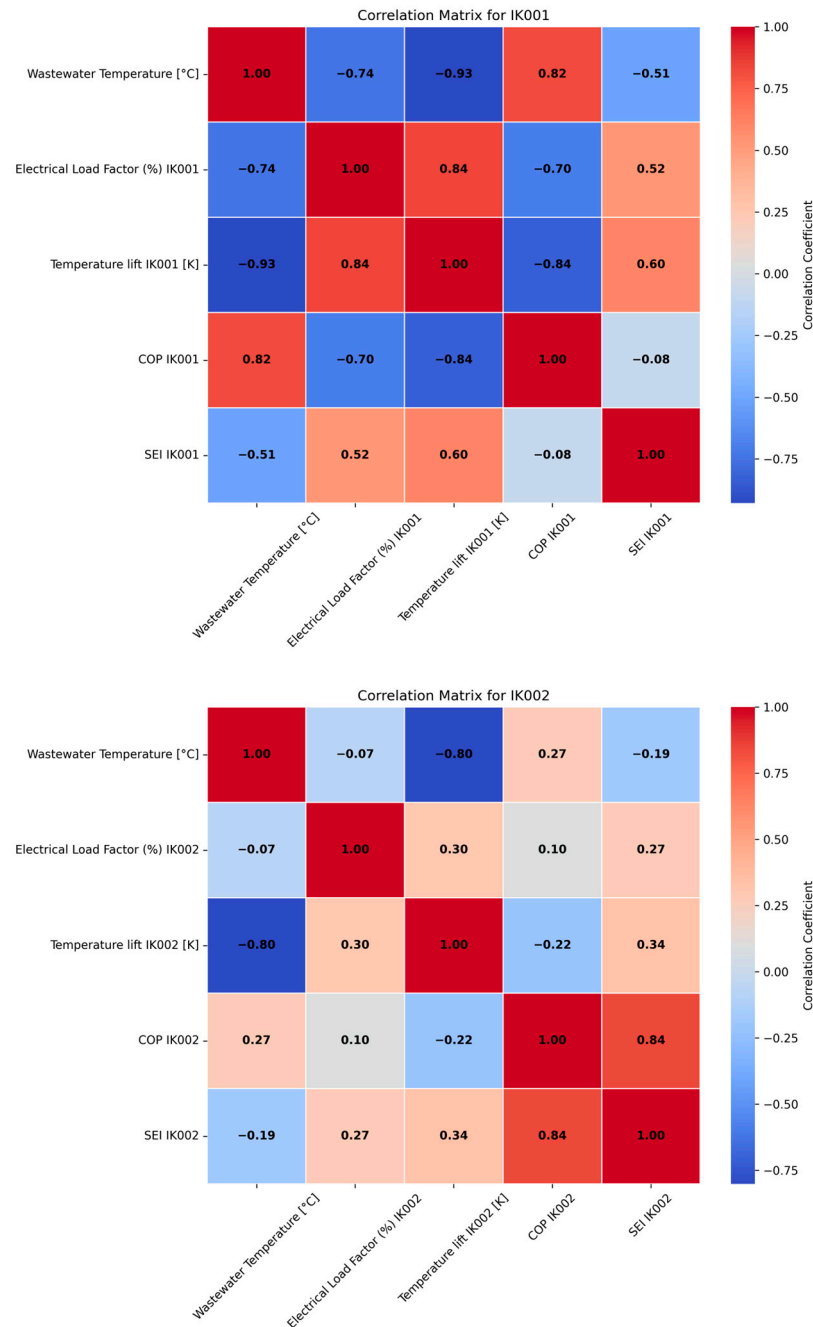 Correlation Matrix for IK001
Wastewater Temperature [°C]
1.00 −0.74 −0.93 0.82 −0.51
Electrical Load Factor (%) IK001
−0.74 1.00 0.84 −0.70 0.52
Temperature lift IK001 [K]
−0.93 0.84 1.00 −0.84 0.60
COP IK001
0.82 −0.70 −0.84 1.00 −0.08
SEI IK001
−0.51 0.52 0.60 −0.08 1.00
Wastewater Temperature [°C]
Electrical Load Factor (%) IK001
Temperature lift IK001 [K]
COP IK001
SEI IK001
1.00
0.75
0.50
0.25
0.00
−0.25
−0.50
−0.75
Correlation Coefficient
Correlation Matrix for IK002
Wastewater Temperature [°C]
1.00 −0.07 −0.80 0.27 −0.19
Electrical Load Factor (%) IK002
−0.07 1.00 0.30 0.10 0.27
Temperature lift IK002 [K]
−0.80 0.30 1.00 −0.22 0.34
COP IK002
0.27 0.10 −0.22 1.00 0.84
SEI IK002
−0.19 0.27 0.34 0.84 1.00
Wastewater Temperature [°C]
Electrical Load Factor (%) IK002
Temperature lift IK002 [K]
COP IK002
SEI IK002
1.00
0.75
0.50
0.25
0.00
−0.25
−0.50
−0.75
Correlation Coefficient